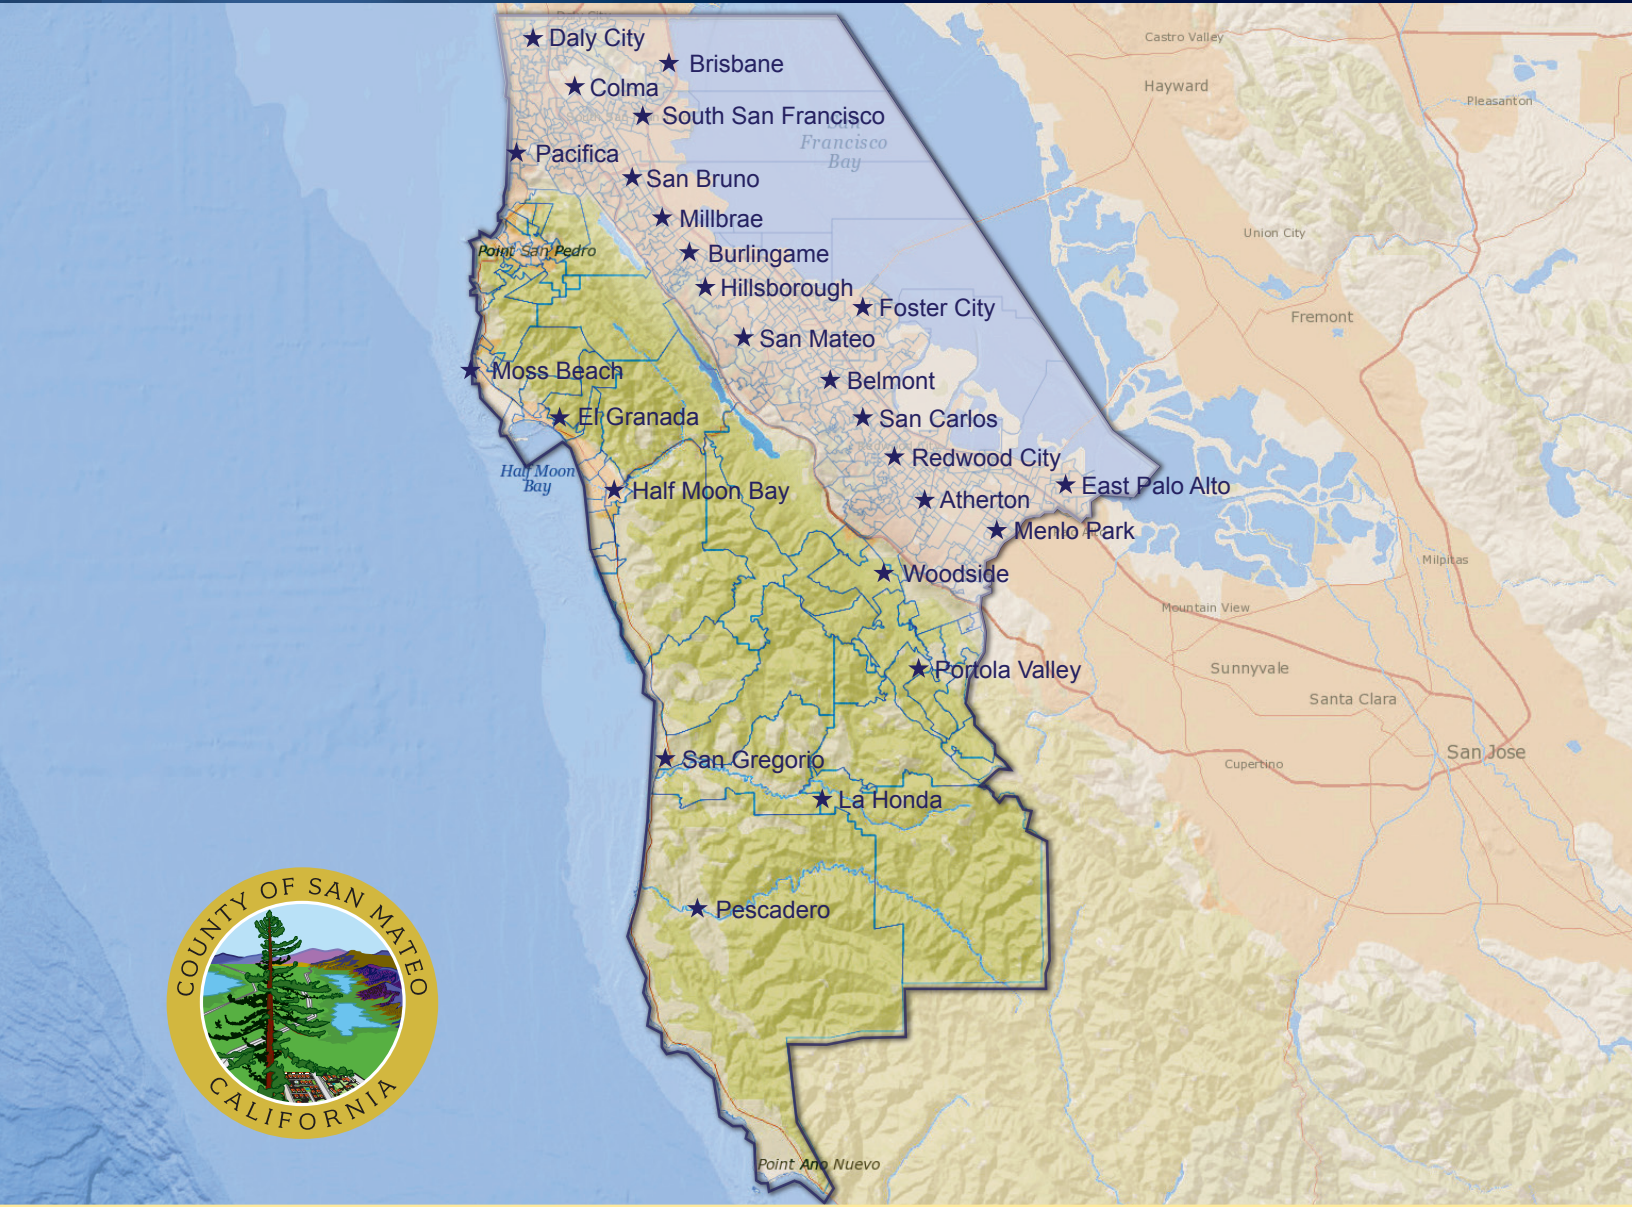 Daly City
Daly City
Brisbane
Castro Valley
Colma
Hayward
Pleasanton
South San Francisco
San
Francisco
Bay
Pacifica
San Bruno
Millbrae
Union City
Point San Pedro
Burlingame
Hillsborough
Foster City
Fremont
San Mateo
Moss Beach
Belmont
El Granada
San Carlos
Redwood City
Half Moon
Bay
Half Moon Bay
East Palo Alto
Atherton
Menlo Park
Milpitas
Woodside
Mountain View
Portola Valley
Sunnyvale
Santa Clara
San Jose
San Gregorio
Cupertino
La Honda
Pescadero
COUNTY OF SAN MATEO
CALIFORNIA
Point Ano Nuevo